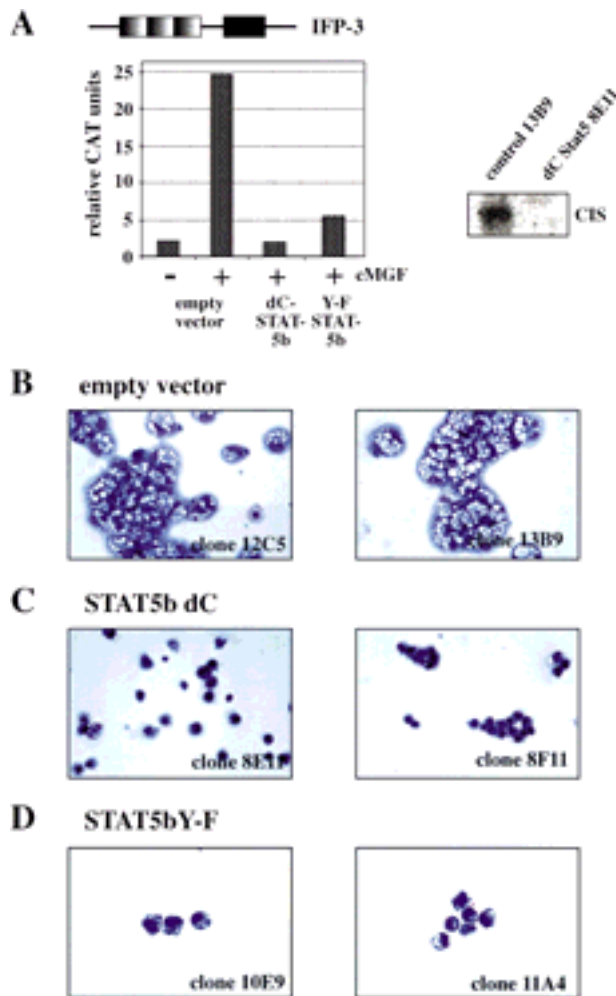 A
IFP-3
relative CAT units
25
20
15
10
5
0
- + + + cMGF
empty vector
dC-STAT-5b
Y-F STAT-5b
control 13B9
dC Stat5 8E11
CIS
B empty vector
clone 12C5
clone 13B9
C STAT5b dC
clone 8E11
clone 8F11
D STAT5bY-F
clone 10E9
clone 11A4